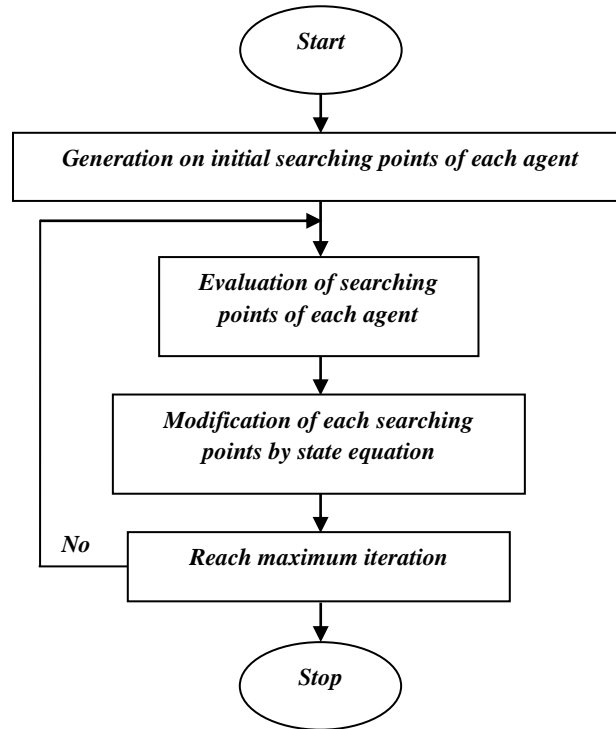 Start
Generation on initial searching points of each agent
Evaluation of searching
points of each agent
Modification of each searching
points by state equation
No
Reach maximum iteration
Stop